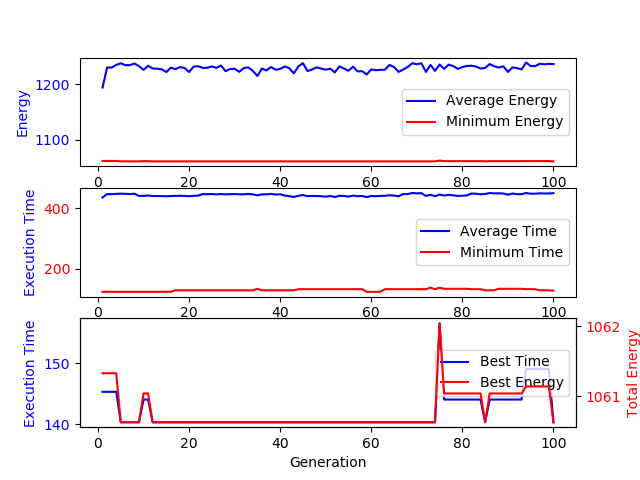 Energy
1200
1100
Average Energy
Minimum Energy
0 20 40 60 80 100
Execution Time
400
200
Average Time
Minimum Time
0 20 40 60 80 100
Execution Time
150
140
Best Time
Best Energy
1062
1061
Total Energy
0 20 40 60 80 100
Generation